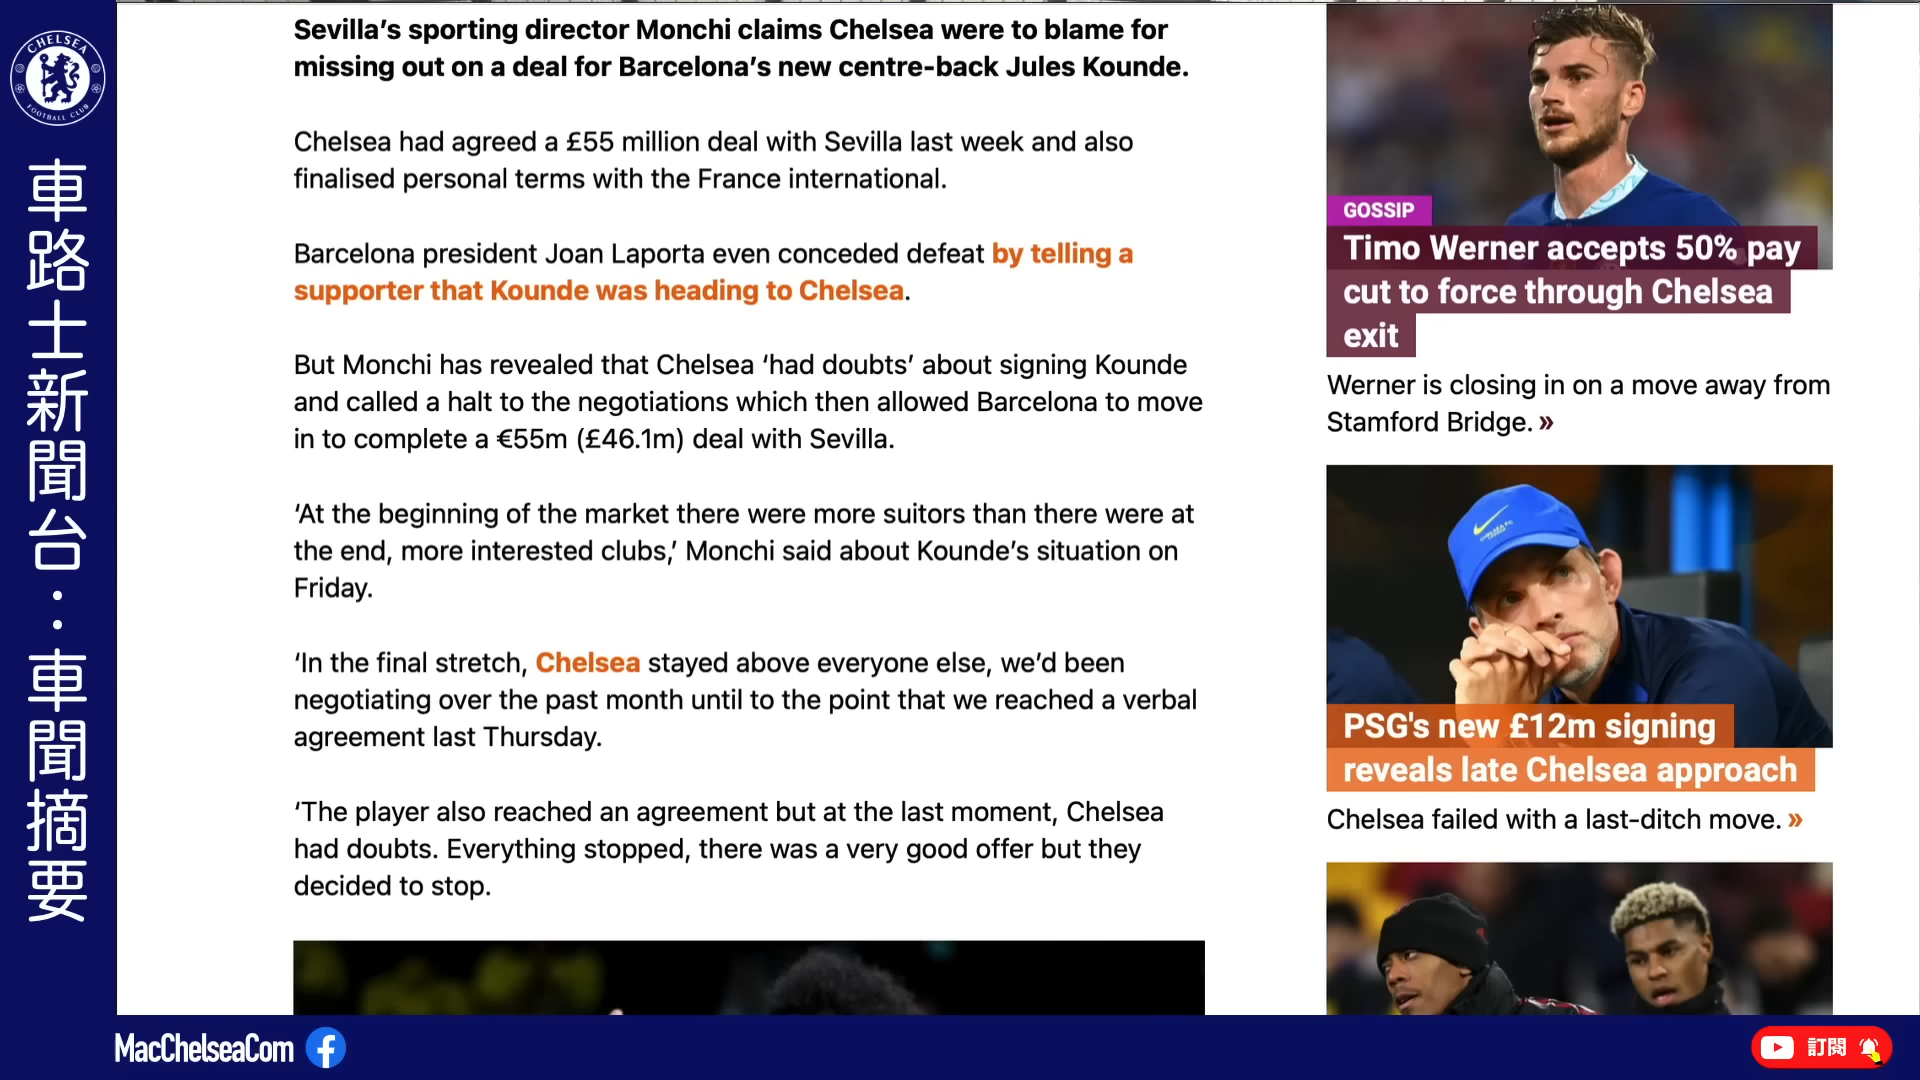 CHELSEA
FOOTBALL CLUB
車路士新聞台：車聞摘要
Sevilla’s sporting director Monchi claims Chelsea were to blame for
missing out on a deal for Barcelona’s new centre-back Jules Kounde.
Chelsea had agreed a £55 million deal with Sevilla last week and also
finalised personal terms with the France international.
Barcelona president Joan Laporta even conceded defeat by telling a
supporter that Kounde was heading to Chelsea.
But Monchi has revealed that Chelsea ‘had doubts’ about signing Kounde
and called a halt to the negotiations which then allowed Barcelona to move
in to complete a €55m (£46.1m) deal with Sevilla.
‘At the beginning of the market there were more suitors than there were at
the end, more interested clubs,’ Monchi said about Kounde’s situation on
Friday.
‘In the final stretch, Chelsea stayed above everyone else, we’d been
negotiating over the past month until to the point that we reached a verbal
agreement last Thursday.
‘The player also reached an agreement but at the last moment, Chelsea
had doubts. Everything stopped, there was a very good offer but they
decided to stop.
GOSSIP
Timo Werner accepts 50% pay
cut to force through Chelsea
exit
Werner is closing in on a move away from
Stamford Bridge. »
PSG's new £12m signing
reveals late Chelsea approach
Chelsea failed with a last-ditch move. »
MacChelseaCom
訂閱